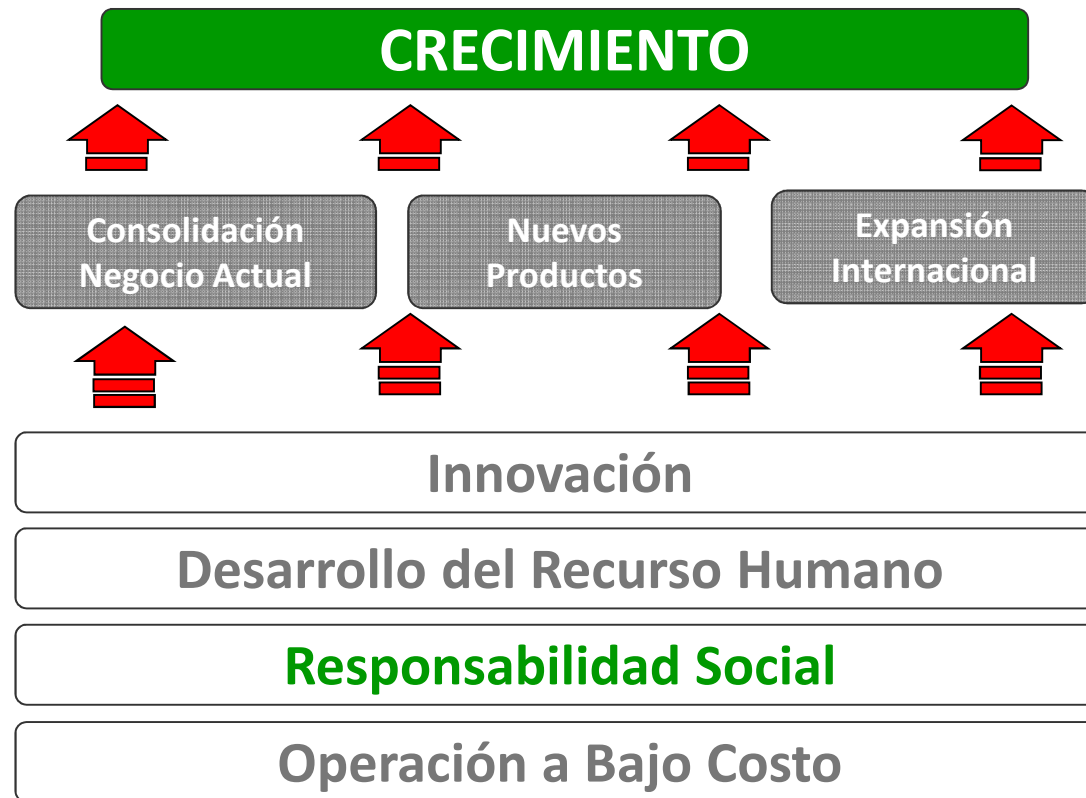 CRECIMIENTO
Consolidación
Negocio Actual
Nuevos
Productos
Expansión
Internacional
Innovación
Desarrollo del Recurso Humano
Responsabilidad Social
Operación a Bajo Costo